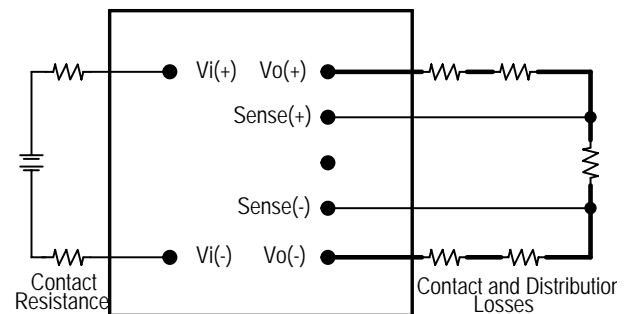 Vi(+) Vo(+)
Sense(+)
Sense(-)
Vi(-) Vo(-)
Contact
Resistance
Contact and Distribution
Losses